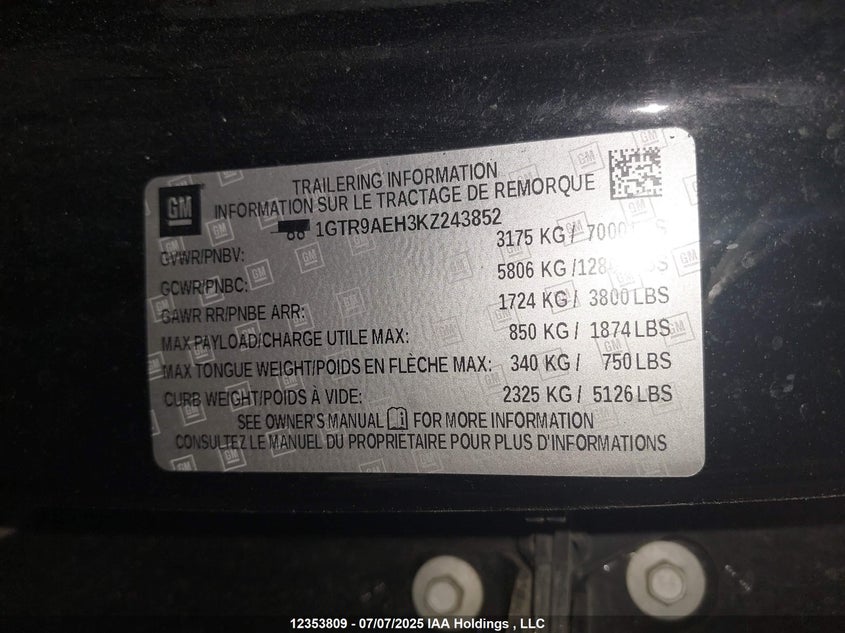 GM
TRAILERING INFORMATION
INFORMATION SUR LE TRACTAGE DE REMORQUE
1GTR9AEH3KZ243852
GVWR/PNBV: 3175 KG / 7000 LBS
GCWR/PNBC: 5806 KG / LBS
GAWR RR/PNBE ARR: 1724 KG / 3800 LBS
MAX PAYLOAD/CHARGE UTILE MAX: 850 KG / 1874 LBS
MAX TONGUE WEIGHT/POIDS EN FLÈCHE MAX: 340 KG / 750 LBS
CURB WEIGHT/POIDS À VIDE: 2325 KG / 5126 LBS
SEE OWNER'S MANUAL FOR MORE INFORMATION
CONSULTEZ LE MANUEL DU PROPRIETAIRE POUR PLUS D'INFORMATIONS
12353809 - 07/07/2025 IAA Holdings , LLC